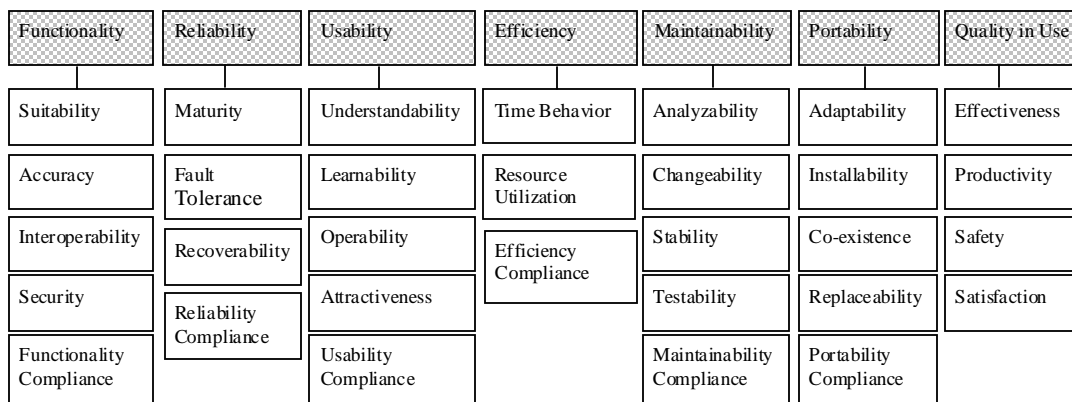 Functionality
Suitability
Accuracy
Interoperability
Security
Functionality
Compliance
Reliability
Maturity
Fault
Tolerance
Recoverability
Reliability
Compliance
Usability
Understandability
Learnability
Operability
Attractiveness
Usability
Compliance
Efficiency
Time Behavior
Resource
Utilization
Efficiency
Compliance
Maintainability
Analyzability
Changeability
Stability
Testability
Maintainability
Compliance
Portability
Adaptability
Installability
Co-existence
Replaceability
Portability
Compliance
Quality in Use
Effectiveness
Productivity
Safety
Satisfaction